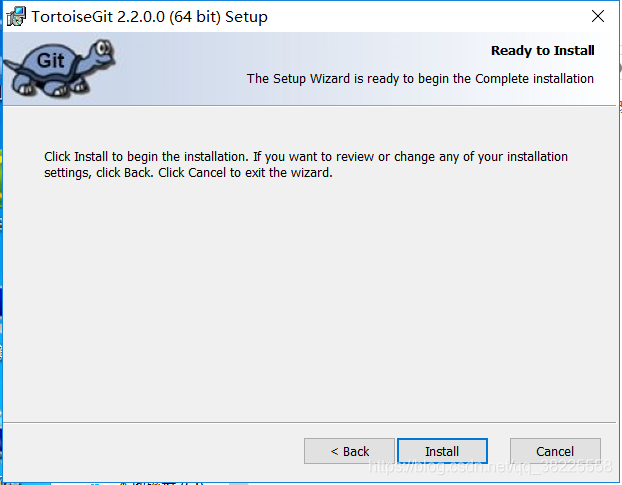 TortoiseGit 2.2.0.0 (64 bit) Setup
Git
Ready to Install
The Setup Wizard is ready to begin the Complete installation
Click Install to begin the installation. If you want to review or change any of your installation
settings, click Back. Click Cancel to exit the wizard.
< Back
Install
Cancel
https://blog.csdn.net/qq_38225558